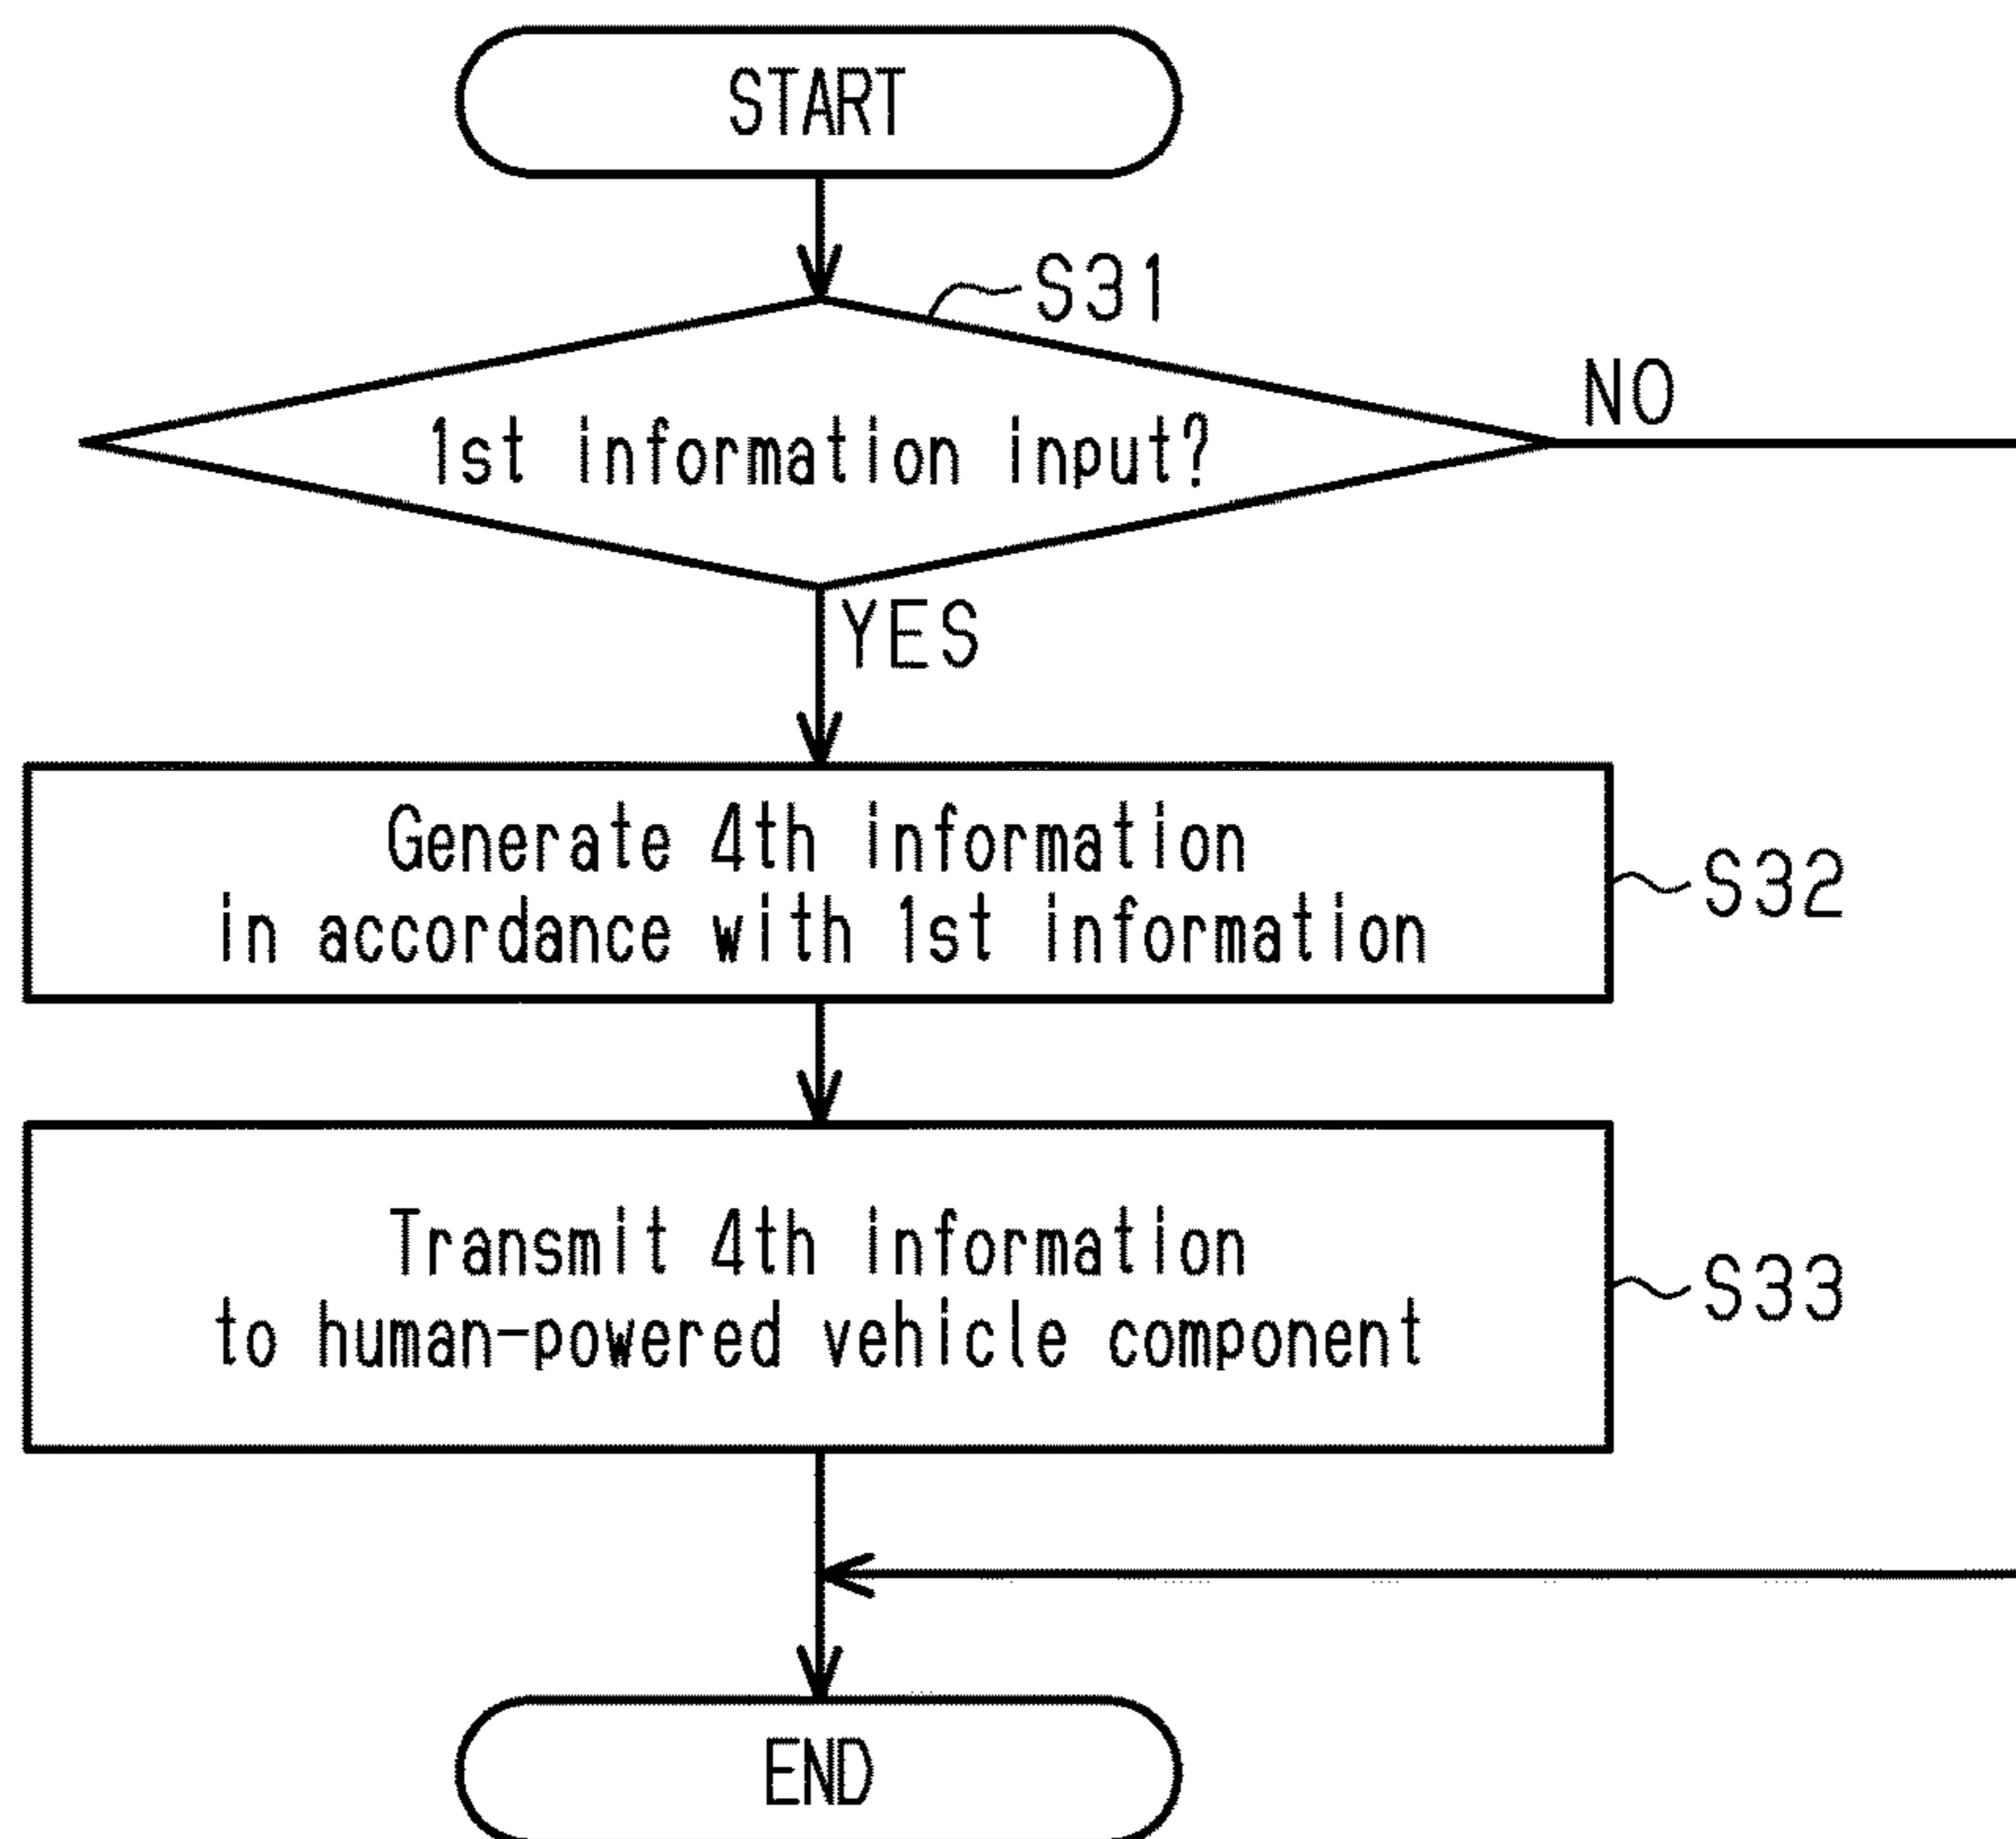 START
S31
1st information input?
NO
YES
Generate 4th information
in accordance with 1st information
S32
Transmit 4th information
to human-powered vehicle component
S33
END